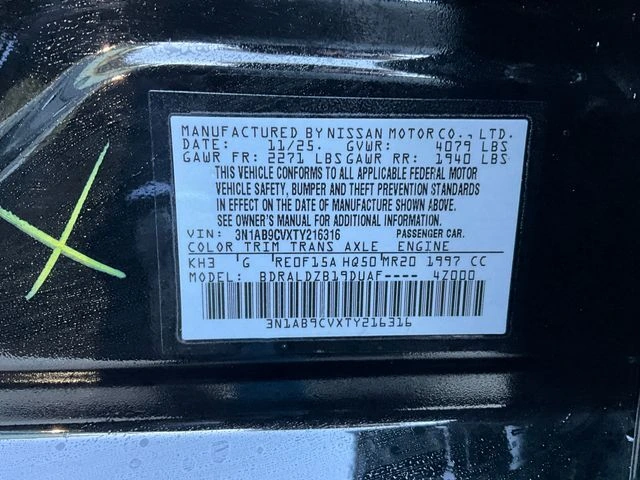 MANUFACTURED BY NISSAN MOTOR CO., LTD.
DATE: 11/25. GVWR: 4079 LBS
GAWR FR: 2271 LBS GAWR RR: 1940 LBS
THIS VEHICLE CONFORMS TO ALL APPLICABLE FEDERAL MOTOR
VEHICLE SAFETY, BUMPER AND THEFT PREVENTION STANDARDS
IN EFFECT ON THE DATE OF MANUFACTURE SHOWN ABOVE.
SEE OWNER'S MANUAL FOR ADDITIONAL INFORMATION.
VIN: 3N1AB9CVXTY216316 PASSENGER CAR.
COLOR TRIM TRANS AXLE ENGINE
KH3 G RE0F15A HQ50 MR20 1997 CC
MODEL: BDRALDZB19DUAF---- 4Z000
3N1AB9CVXTY216316